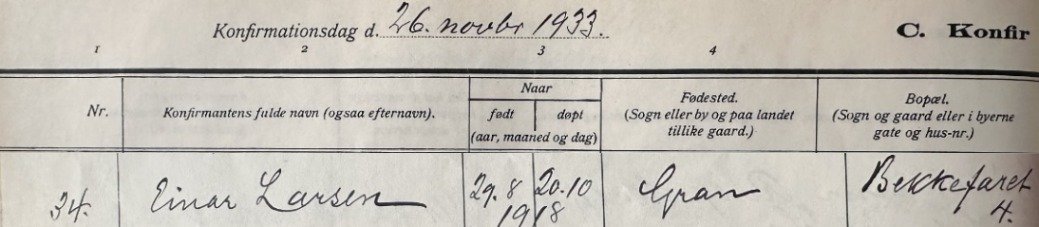 Konfirmationsdag d. 26. novbr 1933.
C. Konfir
1 2 3 4
Nr.
Konfirmantens fulde navn (ogsaa efternavn).
Naar
født døpt
(aar, maaned og dag)
Fødested.
(Sogn eller by og paa landet
tillike gaard.)
Bopæl.
(Sogn og gaard eller i byerne
gate og hus-nr.)
34. Einar Larsen 29.8 20.10 Gran Bekkefaret
1918 4.